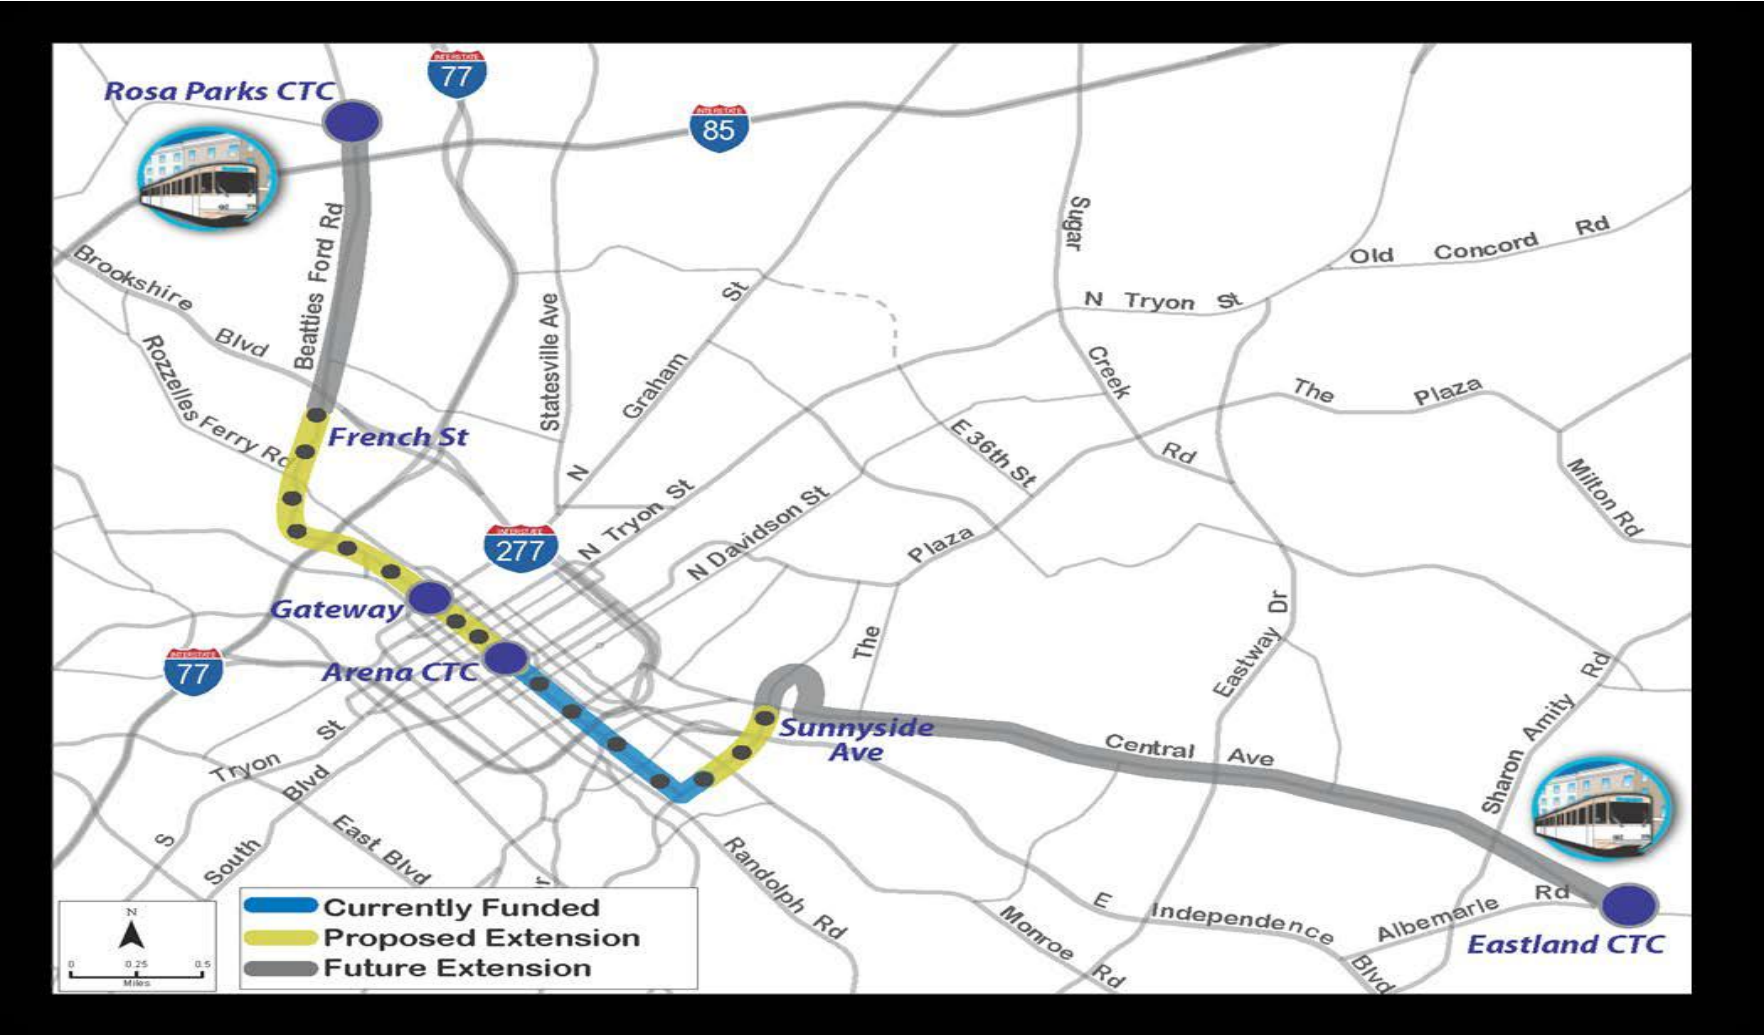 INTERSTATE
77
Rosa Parks CTC
INTERSTATE
85
Beatties Ford Rd
Sugar
Creek
Rd
Old Concord Rd
Brookshire
Blvd
N Tryon St
Statesville Ave
N
Graham
St
Rozzelles Ferry Rd
The Plaza
French St
E 36th St
Milton Rd
N Tryon St
N Davidson St
INTERSTATE
277
The
Plaza
Gateway
Eastway Dr
Arena CTC
INTERSTATE
77
Sharon Amity Rd
Sunnyside
Ave
Central Ave
S
Tryon
St
South
Blvd
East Blvd
Randolph Rd
Monroe Rd
E Independence
Blvd
Albemarle Rd
Eastland CTC
N
0 0.25 0.5
Miles
Currently Funded
Proposed Extension
Future Extension